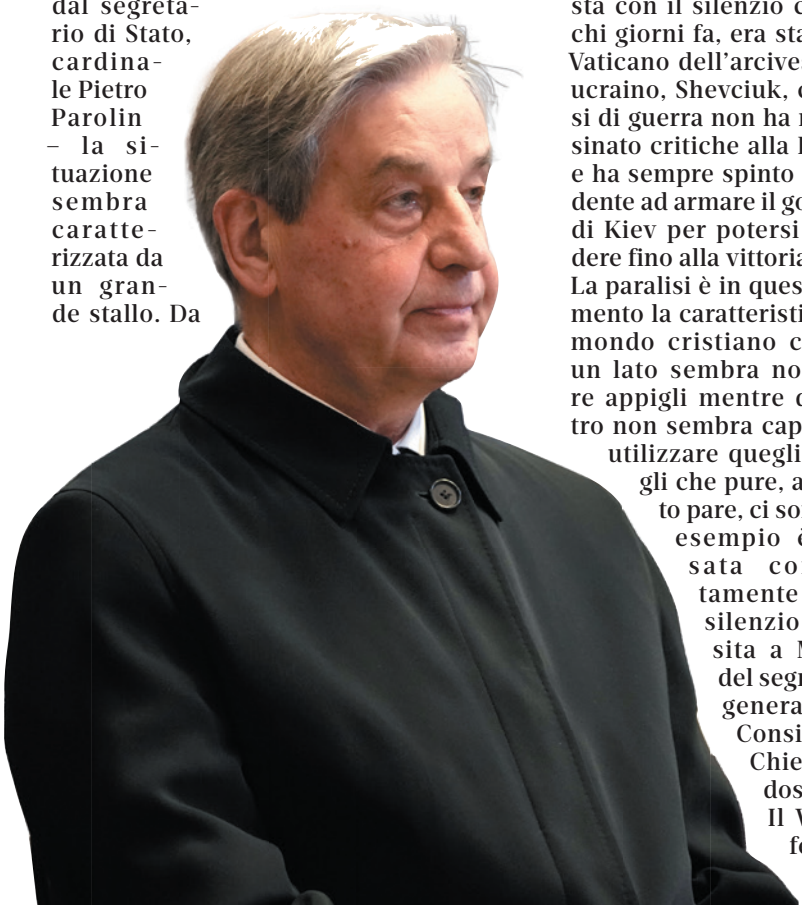 dal segreta-
rio di Stato,
cardina-
le Pietro
Parolin
– la si-
tuazione
sembra
caratte-
rizzata da
un gran-
de stallo. Da
sta con il silenzio
chi giorni fa, era sta
Vaticano dell’arcive
ucraino, Shevciuk,
si di guerra non ha
sinato critiche alla
e ha sempre spinto
dente ad armare il go
di Kiev per potersi
dere fino alla vittoria
La paralisi è in ques
mento la caratteristi
mondo cristiano c
un lato sembra no
re appigli mentre
tro non sembra cap
utilizzare quegli
gli che pure, a
to pare, ci so
esempio è
sata co
tamente
silenzio
sita a
del segr
genera
Consi
Chie
dos
Il
fo